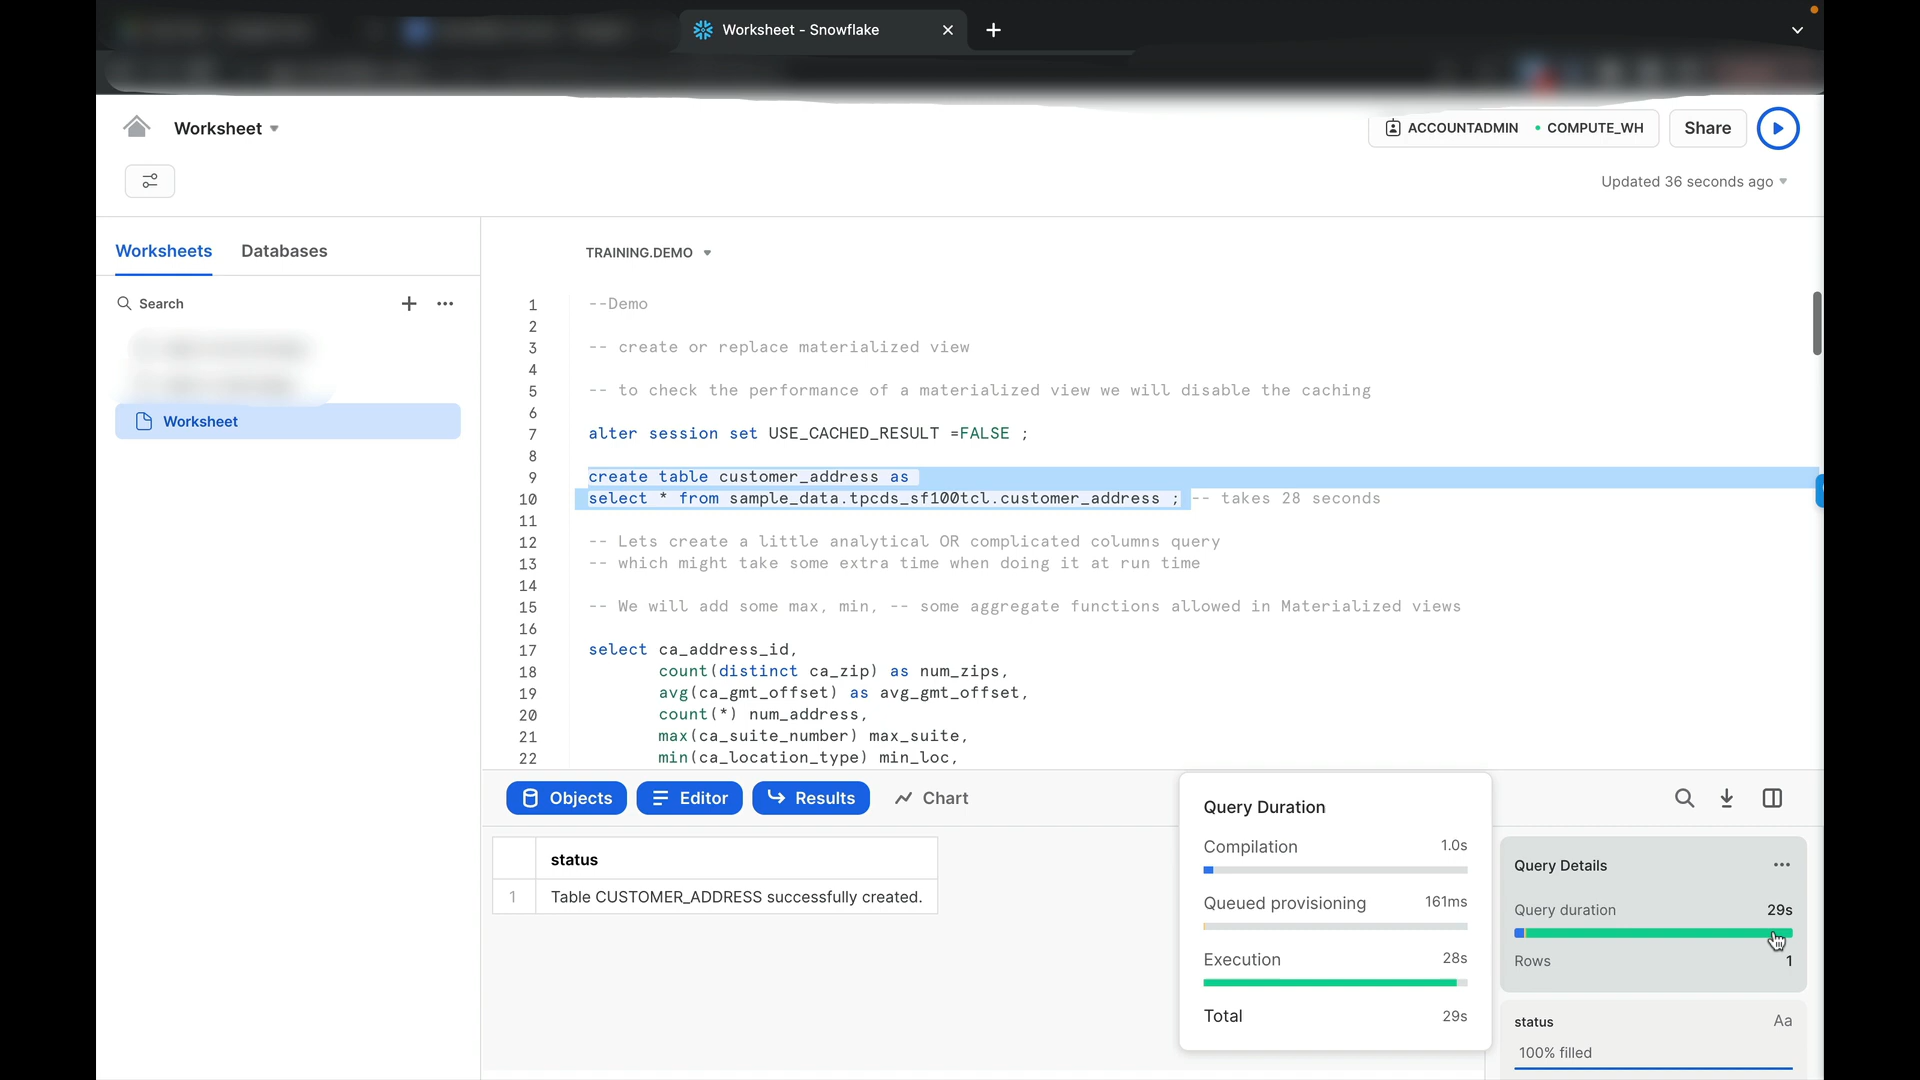 Worksheet - Snowflake
Worksheet
ACCOUNTADMIN • COMPUTE_WH
Share
Updated 36 seconds ago
Worksheets Databases
Search
Worksheet
TRAINING.DEMO
1 --Demo
2
3 -- create or replace materialized view
4
5 -- to check the performance of a materialized view we will disable the caching
6
7 alter session set USE_CACHED_RESULT =FALSE ;
8
9 create table customer_address as
10 select * from sample_data.tpcds_sf100tcl.customer_address ; -- takes 28 seconds
11
12 -- Lets create a little analytical OR complicated columns query
13 -- which might take some extra time when doing it at run time
14
15 -- We will add some max, min, -- some aggregate functions allowed in Materialized views
16
17 select ca_address_id,
18 count(distinct ca_zip) as num_zips,
19 avg(ca_gmt_offset) as avg_gmt_offset,
20 count(*) num_address,
21 max(ca_suite_number) max_suite,
22 min(ca_location_type) min_loc,
Objects Editor Results Chart
status
1 Table CUSTOMER_ADDRESS successfully created.
Query Duration
Compilation 1.0s
Queued provisioning 161ms
Execution 28s
Total 29s
Query Details
Query duration 29s
Rows 1
status Aa
100% filled